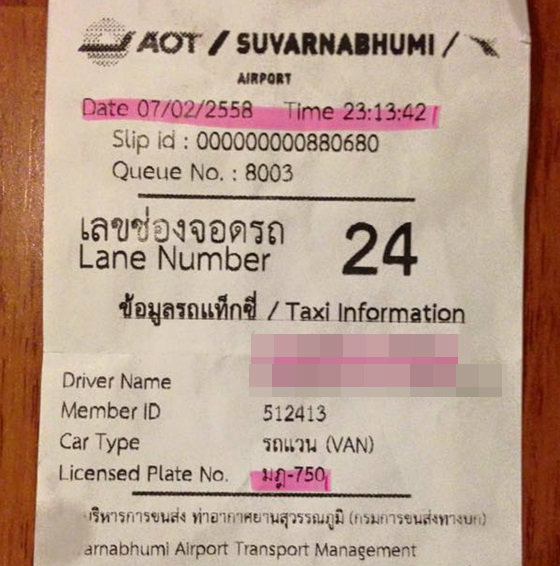 AOT / SUVARNABHUMI /
AIRPORT
Date 07/02/2558 Time 23:13:42
Slip id : 000000000880680
Queue No. : 8003
เลขช่องจอดรถ
Lane Number 24
ข้อมูลรถแท็กซี่ / Taxi Information
Driver Name
Member ID 512413
Car Type รถแวน (VAN)
Licensed Plate No. มฎ-750
บริหารการขนส่ง ท่าอากาศยานสุวรรณภูมิ (กรมการขนส่งทางบก)
arnabhumi Airport Transport Management